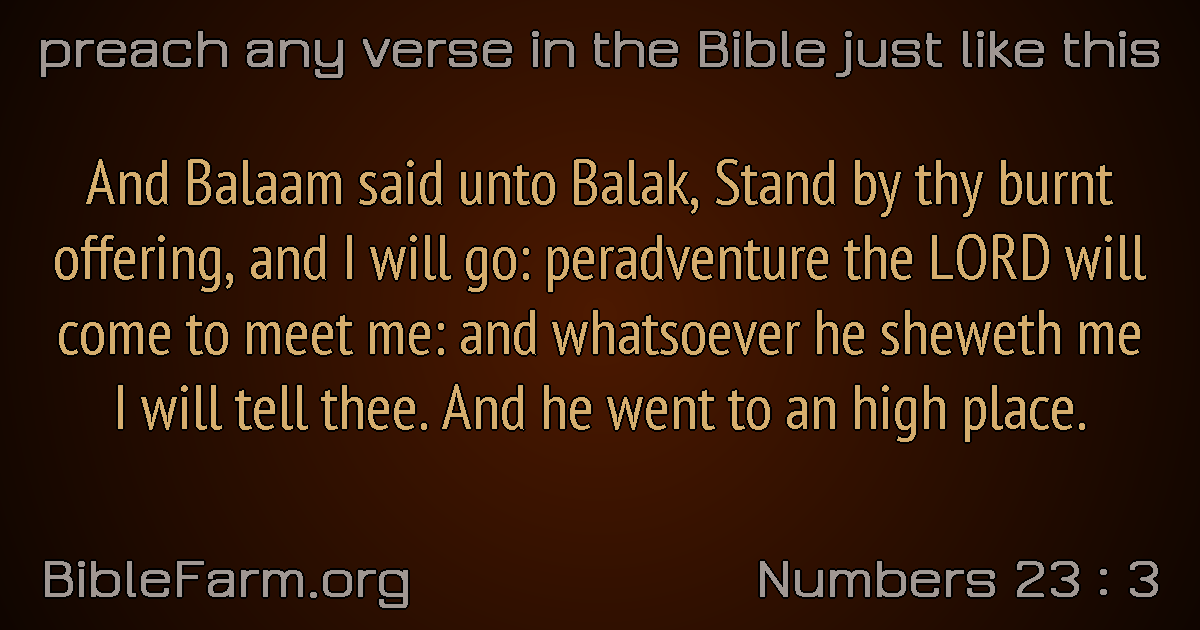 preach any verse in the Bible just like this
And Balaam said unto Balak, Stand by thy burnt
offering, and I will go: peradventure the LORD will
come to meet me: and whatsoever he sheweth me
I will tell thee. And he went to an high place.
BibleFarm.org
Numbers 23 : 3